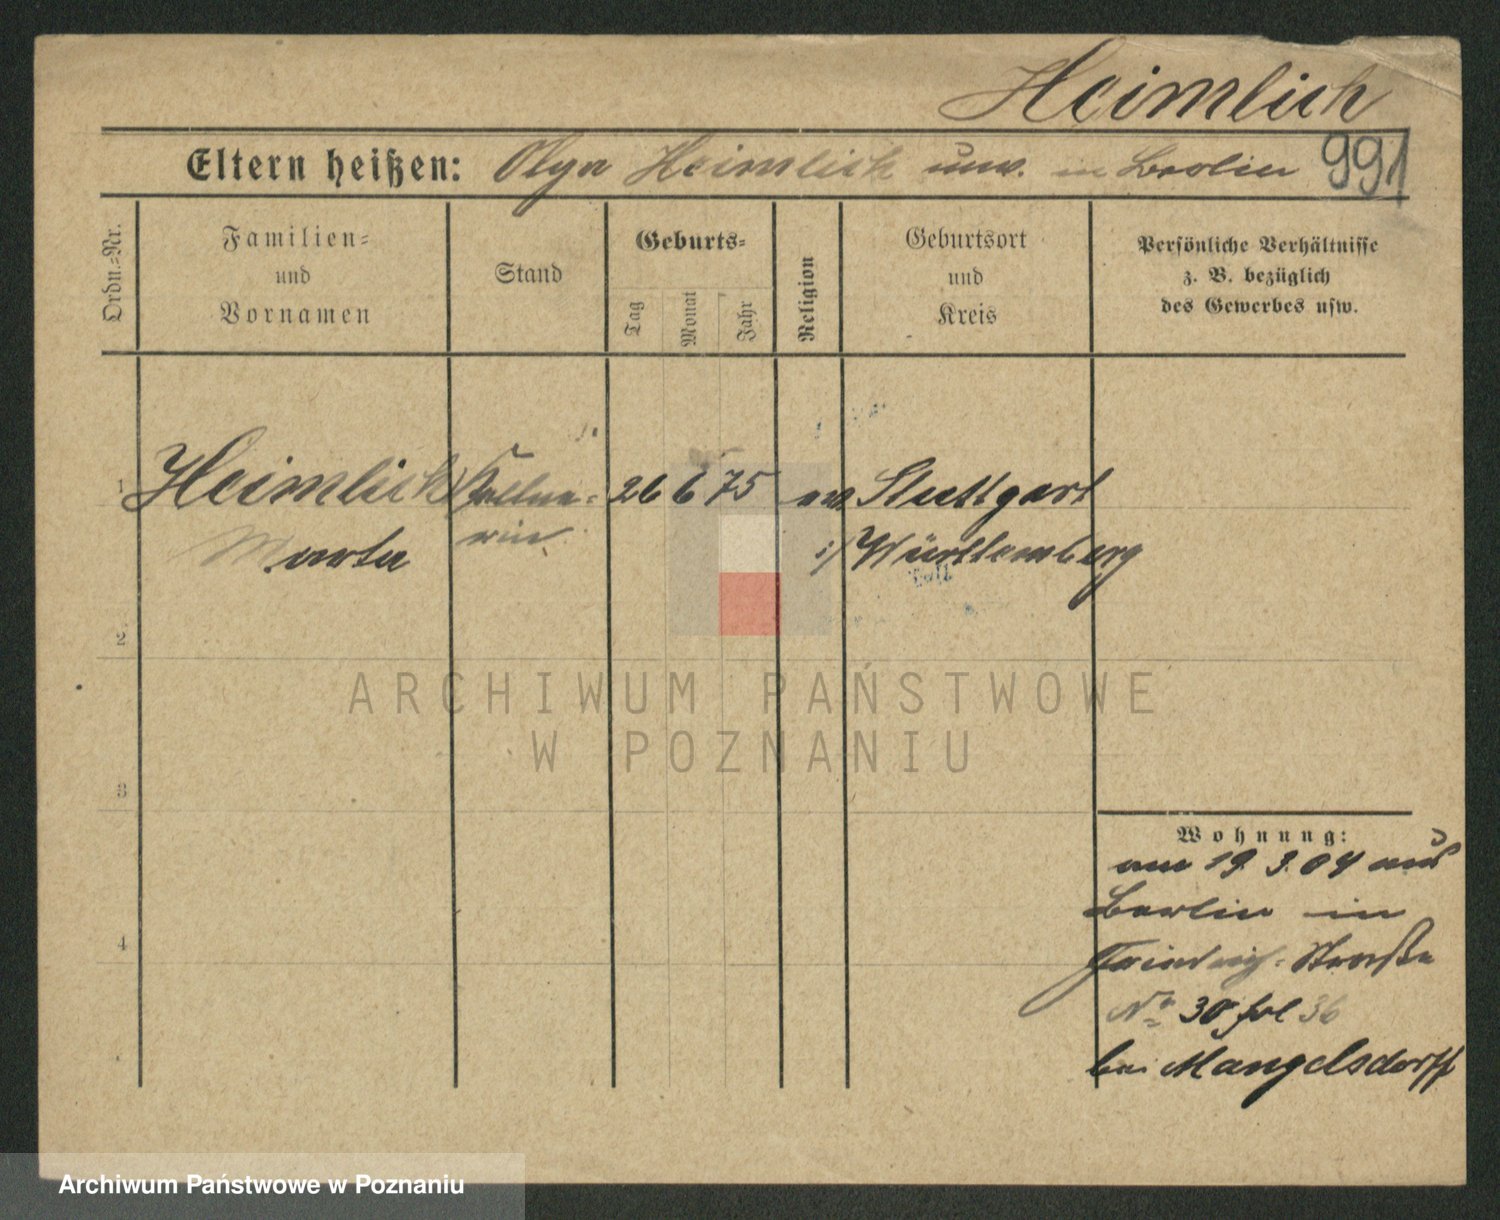 Heimlich
Eltern heißen: Olga Heimlich unv. in Berlin 991
Ordn.=Nr.
Familien=
und
Vornamen
Stand
Geburts=
Tag
Monat
Jahr
Religion
Geburtsort
und
Kreis
Persönliche Verhältnisse
z. B. bezüglich
des Gewerbes usw.
1 Heimlich Kellne= 26 6 75 ev. Stuttgart
Marta rin i/ Württemberg
2
3
4
Wohnung:
am 19. 3. 04 aus
Berlin in
Friedrich=Straße
No 30 fol 36
bei Mangelsdorff
ARCHIWUM PAŃSTWOWE
W POZNANIU
Archiwum Państwowe w Poznaniu